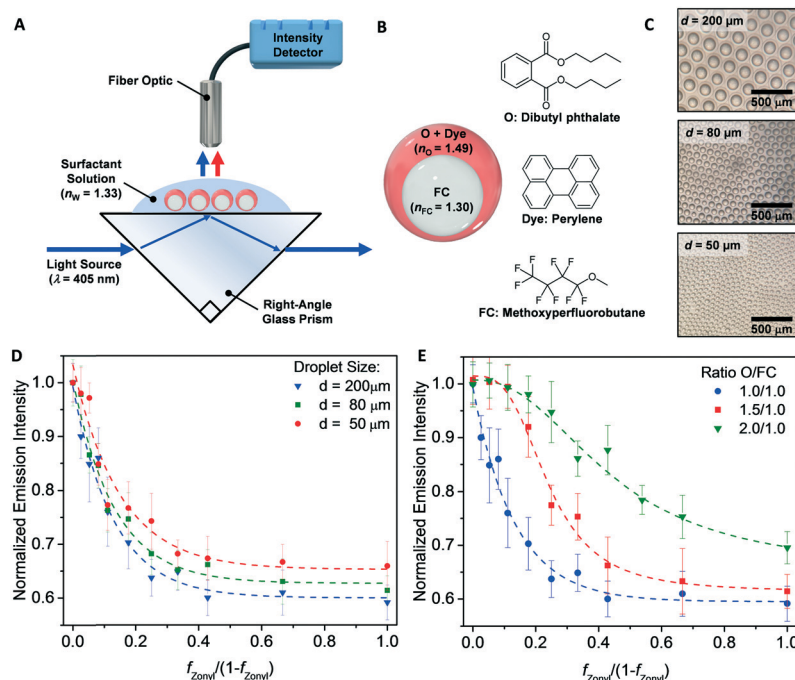 A
Intensity
Detector
Fiber Optic
Surfactant
Solution
(nW = 1.33)
Light Source
(λ = 405 nm)
Right-Angle
Glass Prism
B
O + Dye
(nO = 1.49)
FC
(nFC = 1.30)
O
O
O
O
O: Dibutyl phthalate
Dye: Perylene
F F F F
F
F
O
F F F F
FC: Methoxyperfluorobutane
C
d = 200 µm
500 µm
d = 80 µm
500 µm
d = 50 µm
500 µm
D
Droplet Size:
d = 200µm
d = 80 µm
d = 50 µm
Normalized Emission Intensity
1.0
0.9
0.8
0.7
0.6
0.0 0.2 0.4 0.6 0.8 1.0
fZonyl/(1-fZonyl)
E
Ratio O/FC
1.0/1.0
1.5/1.0
2.0/1.0
Normalized Emission Intensity
1.0
0.9
0.8
0.7
0.6
0.0 0.2 0.4 0.6 0.8 1.0
fZonyl/(1-fZonyl)